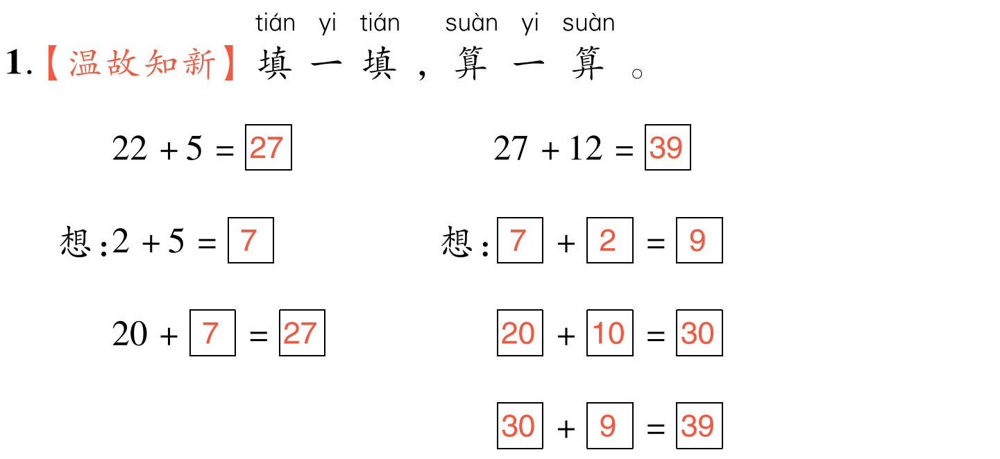 tián yi tián suàn yi suàn
1.【温故知新】填一填，算一算。
22 + 5 = 27 27 + 12 = 39
想：2 + 5 = 7 想：7 + 2 = 9
20 + 7 = 27 20 + 10 = 30
30 + 9 = 39